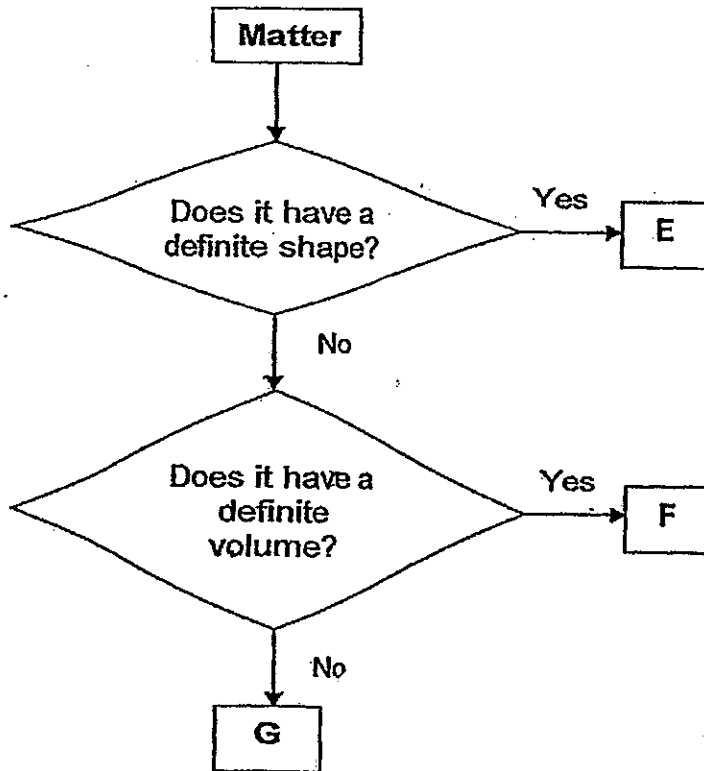 Matter
Does it have a
definite shape?
Yes
E
No
Does it have a
definite
volume?
Yes
F
No
G